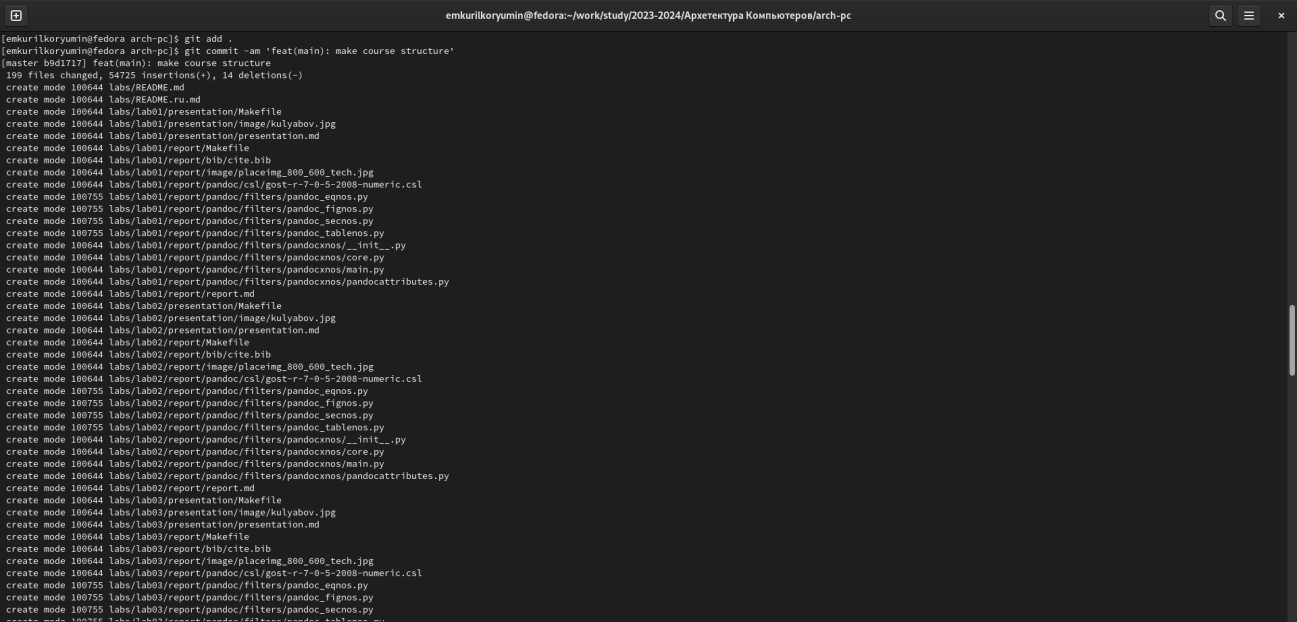 emkurilkoryumin@fedora:~/work/study/2023-2024/Архетектура Компьютеров/arch-pc
[emkurilkoryumin@fedora arch-pc]$ git add .
[emkurilkoryumin@fedora arch-pc]$ git commit -am 'feat(main): make course structure'
[master b9d1717] feat(main): make course structure
 199 files changed, 54725 insertions(+), 14 deletions(-)
 create mode 100644 labs/README.md
 create mode 100644 labs/README.ru.md
 create mode 100644 labs/lab01/presentation/Makefile
 create mode 100644 labs/lab01/presentation/image/kulyabov.jpg
 create mode 100644 labs/lab01/presentation/presentation.md
 create mode 100644 labs/lab01/report/Makefile
 create mode 100644 labs/lab01/report/bib/cite.bib
 create mode 100644 labs/lab01/report/image/placeimg_800_600_tech.jpg
 create mode 100644 labs/lab01/report/pandoc/csl/gost-r-7-0-5-2008-numeric.csl
 create mode 100755 labs/lab01/report/pandoc/filters/pandoc_eqnos.py
 create mode 100755 labs/lab01/report/pandoc/filters/pandoc_fignos.py
 create mode 100755 labs/lab01/report/pandoc/filters/pandoc_secnos.py
 create mode 100755 labs/lab01/report/pandoc/filters/pandoc_tablenos.py
 create mode 100644 labs/lab01/report/pandoc/filters/pandocxnos/__init__.py
 create mode 100644 labs/lab01/report/pandoc/filters/pandocxnos/core.py
 create mode 100644 labs/lab01/report/pandoc/filters/pandocxnos/main.py
 create mode 100644 labs/lab01/report/pandoc/filters/pandocxnos/pandocattributes.py
 create mode 100644 labs/lab01/report/report.md
 create mode 100644 labs/lab02/presentation/Makefile
 create mode 100644 labs/lab02/presentation/image/kulyabov.jpg
 create mode 100644 labs/lab02/presentation/presentation.md
 create mode 100644 labs/lab02/report/Makefile
 create mode 100644 labs/lab02/report/bib/cite.bib
 create mode 100644 labs/lab02/report/image/placeimg_800_600_tech.jpg
 create mode 100644 labs/lab02/report/pandoc/csl/gost-r-7-0-5-2008-numeric.csl
 create mode 100755 labs/lab02/report/pandoc/filters/pandoc_eqnos.py
 create mode 100755 labs/lab02/report/pandoc/filters/pandoc_fignos.py
 create mode 100755 labs/lab02/report/pandoc/filters/pandoc_secnos.py
 create mode 100755 labs/lab02/report/pandoc/filters/pandoc_tablenos.py
 create mode 100644 labs/lab02/report/pandoc/filters/pandocxnos/__init__.py
 create mode 100644 labs/lab02/report/pandoc/filters/pandocxnos/core.py
 create mode 100644 labs/lab02/report/pandoc/filters/pandocxnos/main.py
 create mode 100644 labs/lab02/report/pandoc/filters/pandocxnos/pandocattributes.py
 create mode 100644 labs/lab02/report/report.md
 create mode 100644 labs/lab03/presentation/Makefile
 create mode 100644 labs/lab03/presentation/image/kulyabov.jpg
 create mode 100644 labs/lab03/presentation/presentation.md
 create mode 100644 labs/lab03/report/Makefile
 create mode 100644 labs/lab03/report/bib/cite.bib
 create mode 100644 labs/lab03/report/image/placeimg_800_600_tech.jpg
 create mode 100644 labs/lab03/report/pandoc/csl/gost-r-7-0-5-2008-numeric.csl
 create mode 100755 labs/lab03/report/pandoc/filters/pandoc_eqnos.py
 create mode 100755 labs/lab03/report/pandoc/filters/pandoc_fignos.py
 create mode 100755 labs/lab03/report/pandoc/filters/pandoc_secnos.py